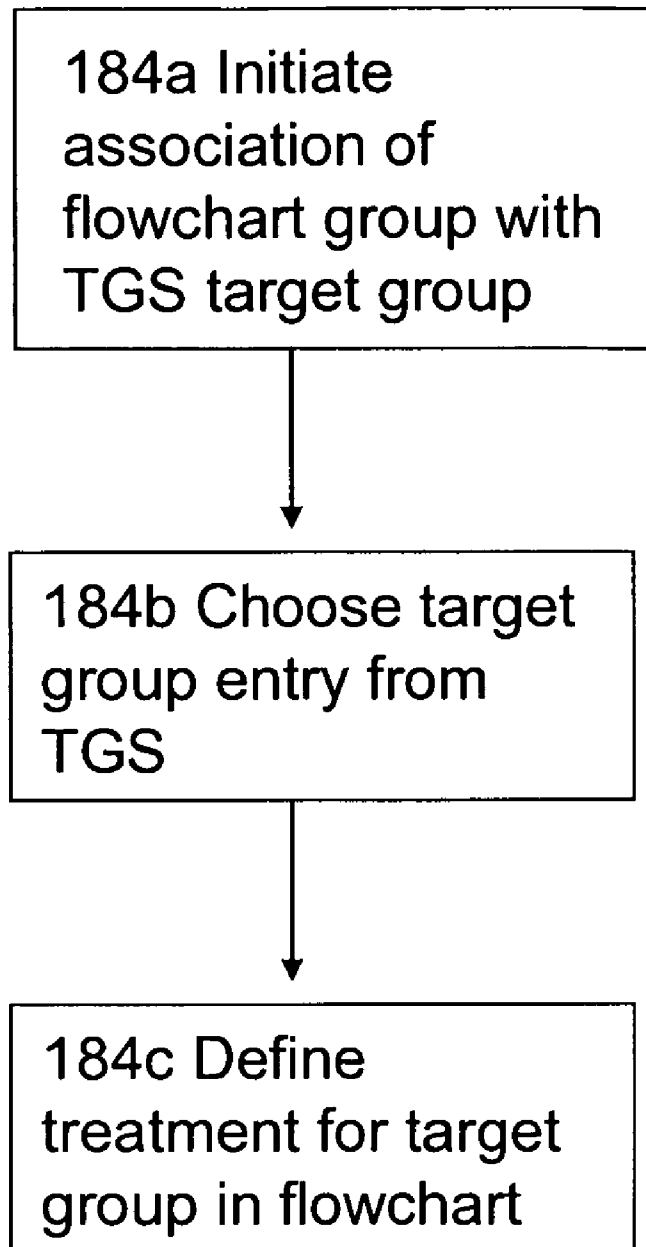 184a Initiate
association of
flowchart group with
TGS target group
184b Choose target
group entry from
TGS
184c Define
treatment for target
group in flowchart